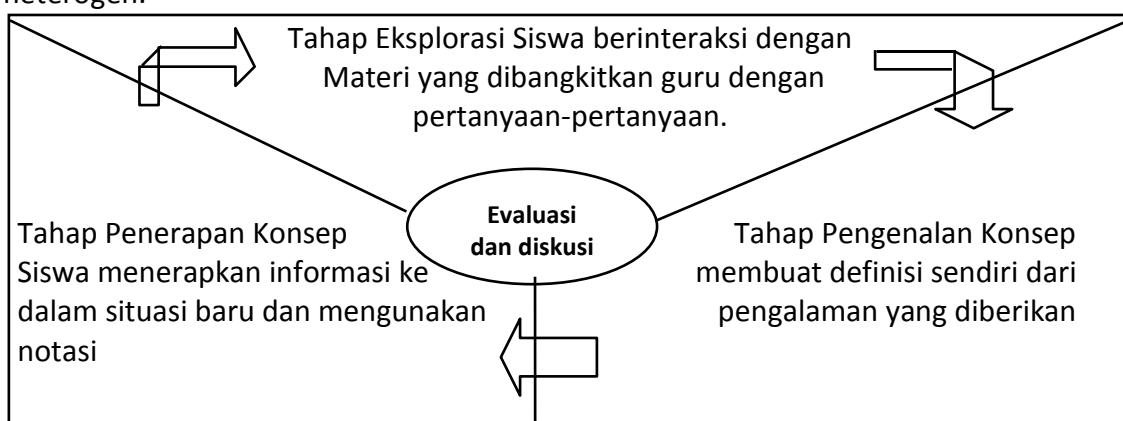 heterogen.
Tahap Eksplorasi Siswa berinteraksi dengan
Materi yang dibangkitkan guru dengan
pertanyaan-pertanyaan.
Evaluasi
dan diskusi
Tahap Penerapan Konsep
Siswa menerapkan informasi ke
dalam situasi baru dan mengunakan
notasi
Tahap Pengenalan Konsep
membuat definisi sendiri dari
pengalaman yang diberikan